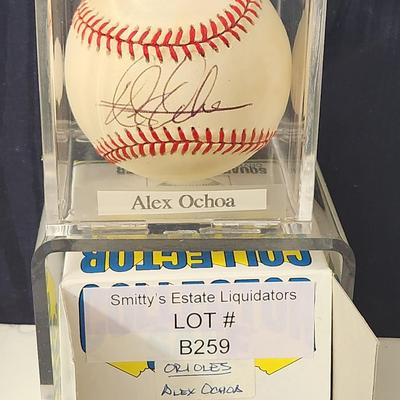 Alex Ochoa
COLLECTOR
Smitty's Estate Liquidators
LOT #
B259
ORIOLES
ALEX OCHOA